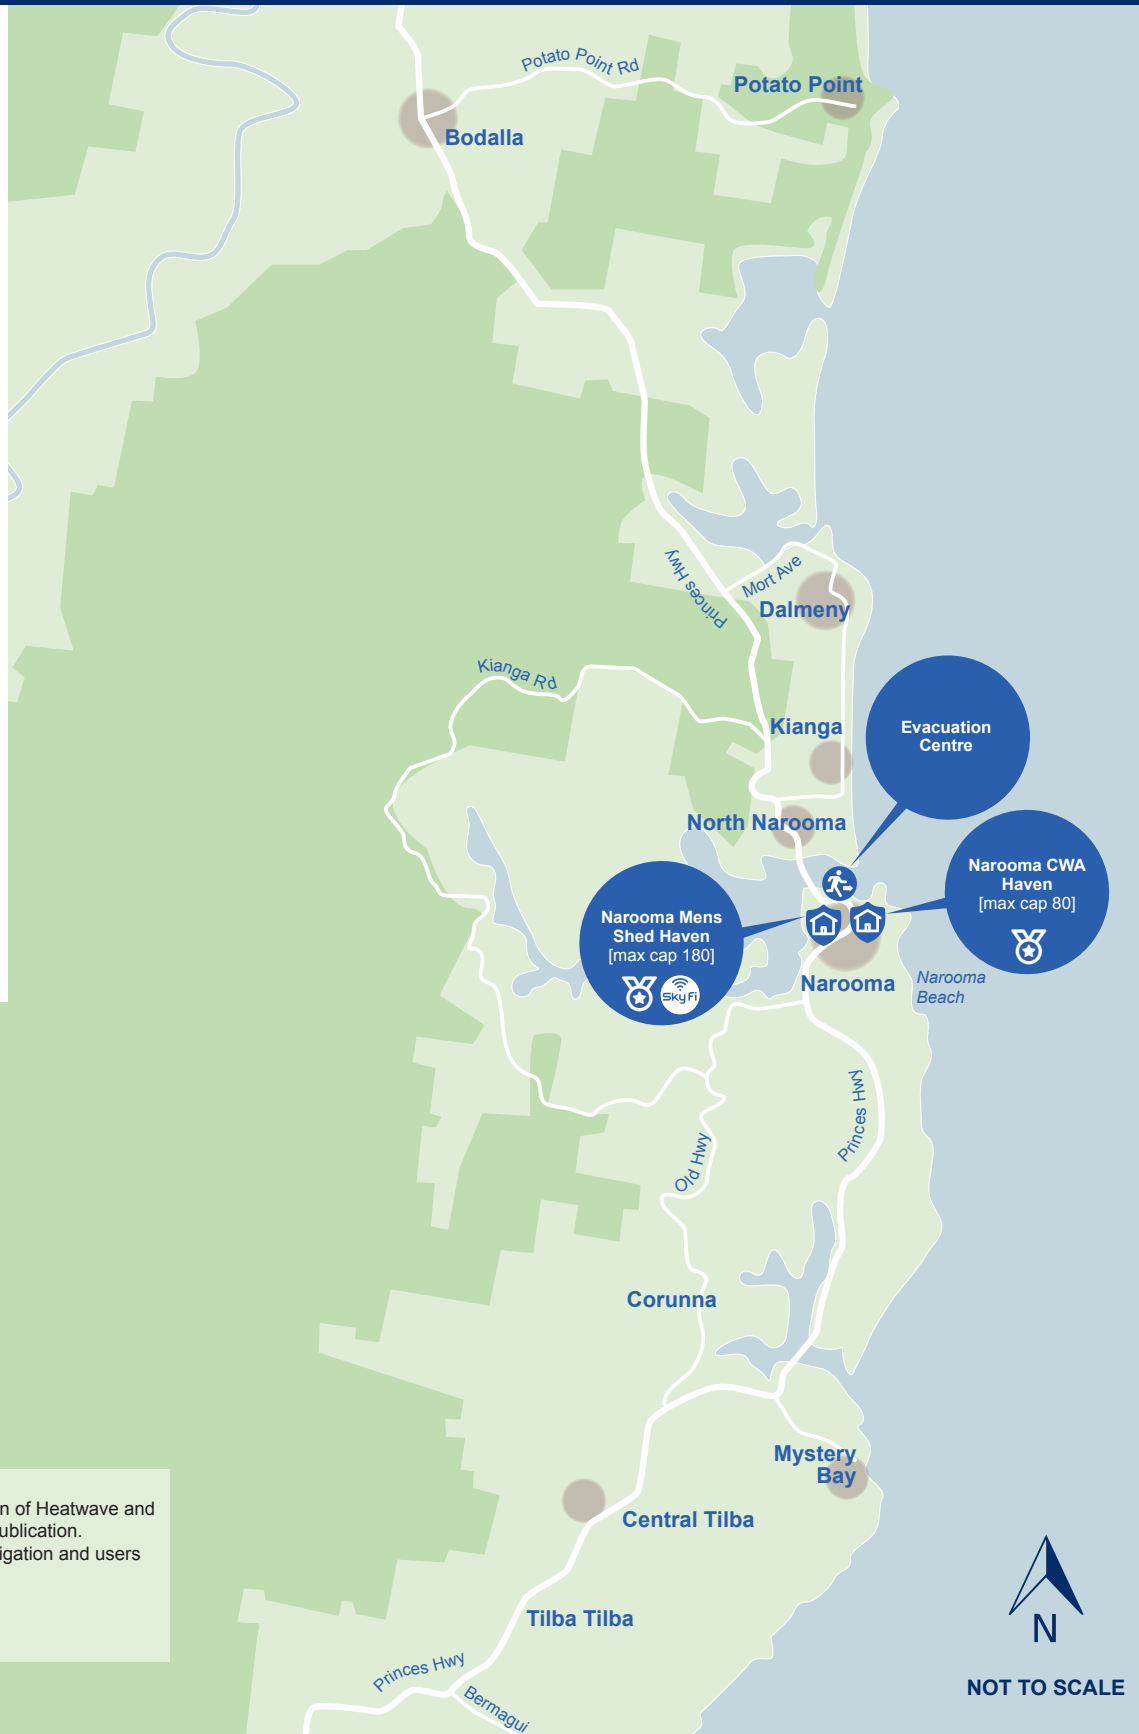 Potato Point Rd
Potato Point
Bodalla
Princes Hwy
Mort Ave
Dalmeny
Kianga Rd
Kianga
Evacuation
Centre
North Narooma
Narooma CWA
Haven
[max cap 80]
Narooma Mens
Shed Haven
[max cap 180]
Sky Fi
Narooma
Narooma
Beach
Princes Hwy
Old Hwy
Corunna
Mystery
Bay
Central Tilba
n of Heatwave and
ublication.
igation and users
Tilba Tilba
Princes Hwy
Bermagui
N
NOT TO SCALE